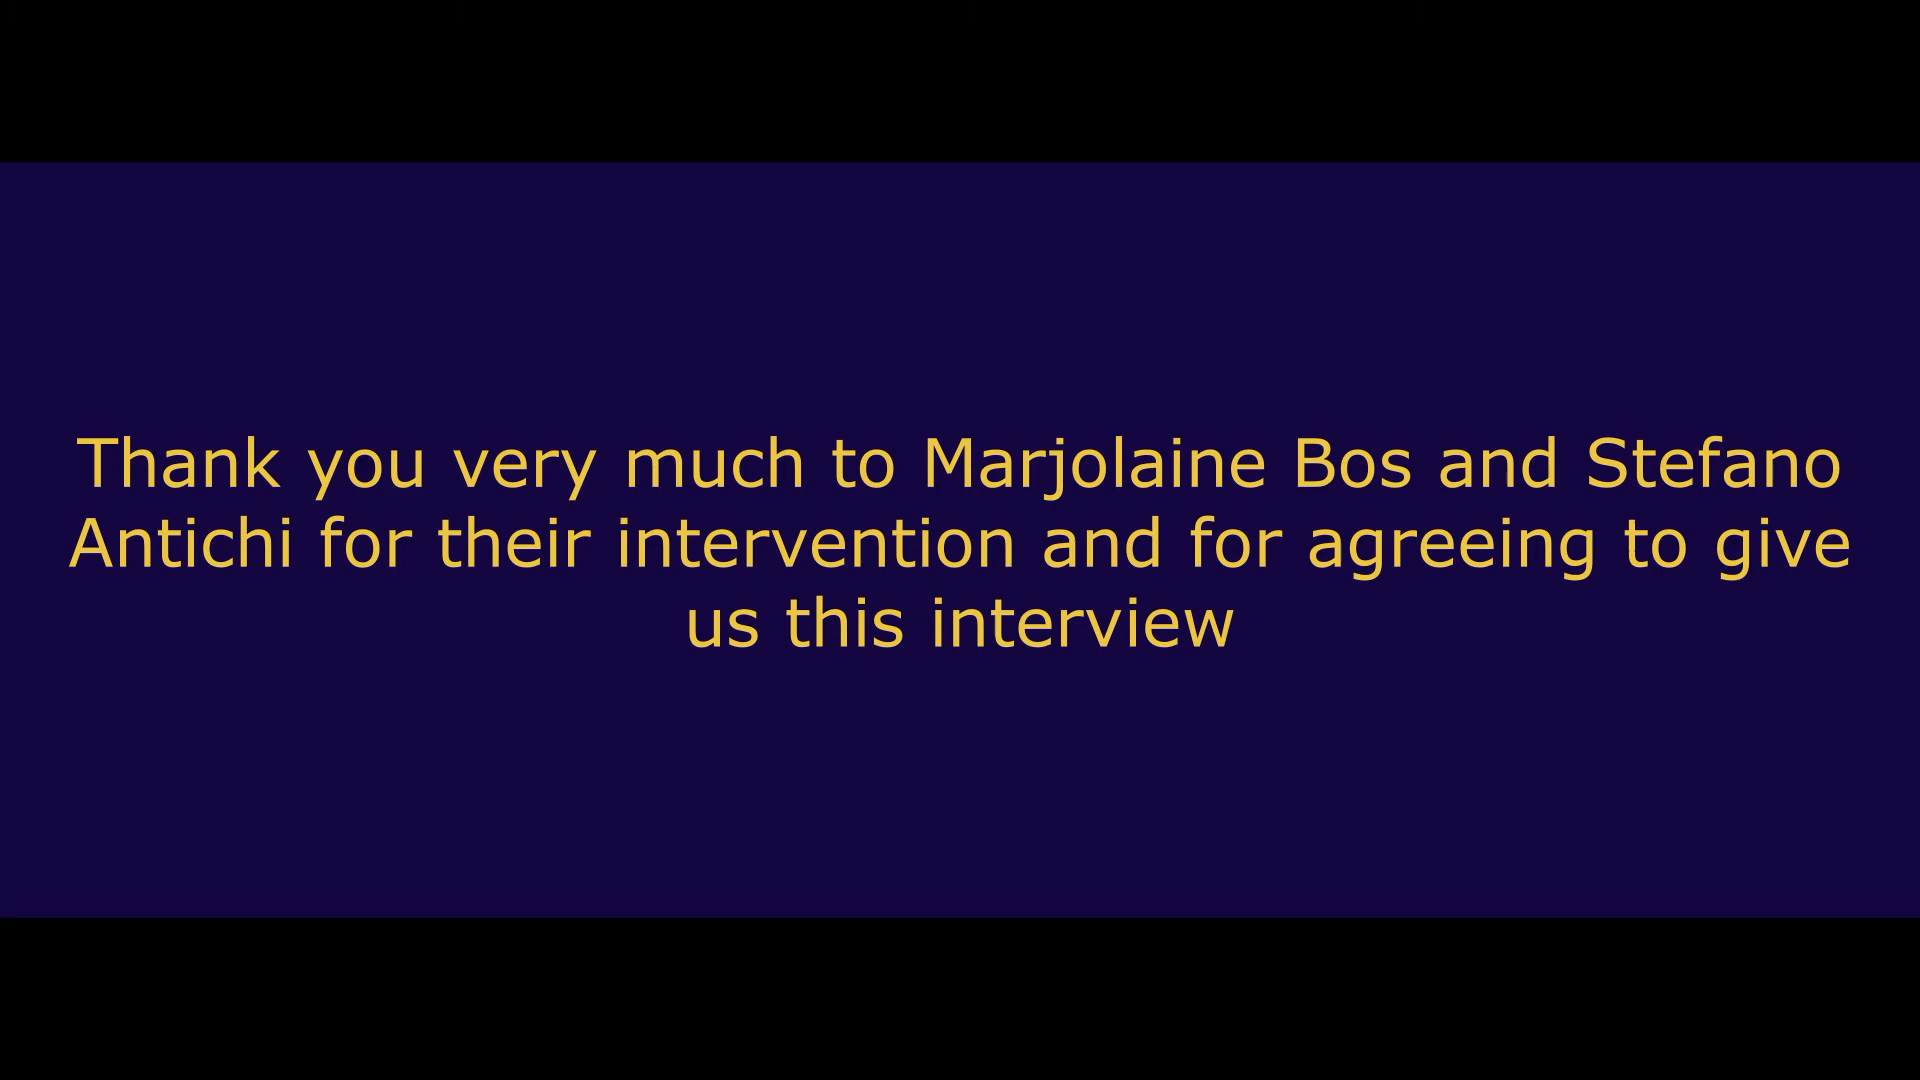 Thank you very much to Marjolaine Bos and Stefano
Antichi for their intervention and for agreeing to give
us this interview